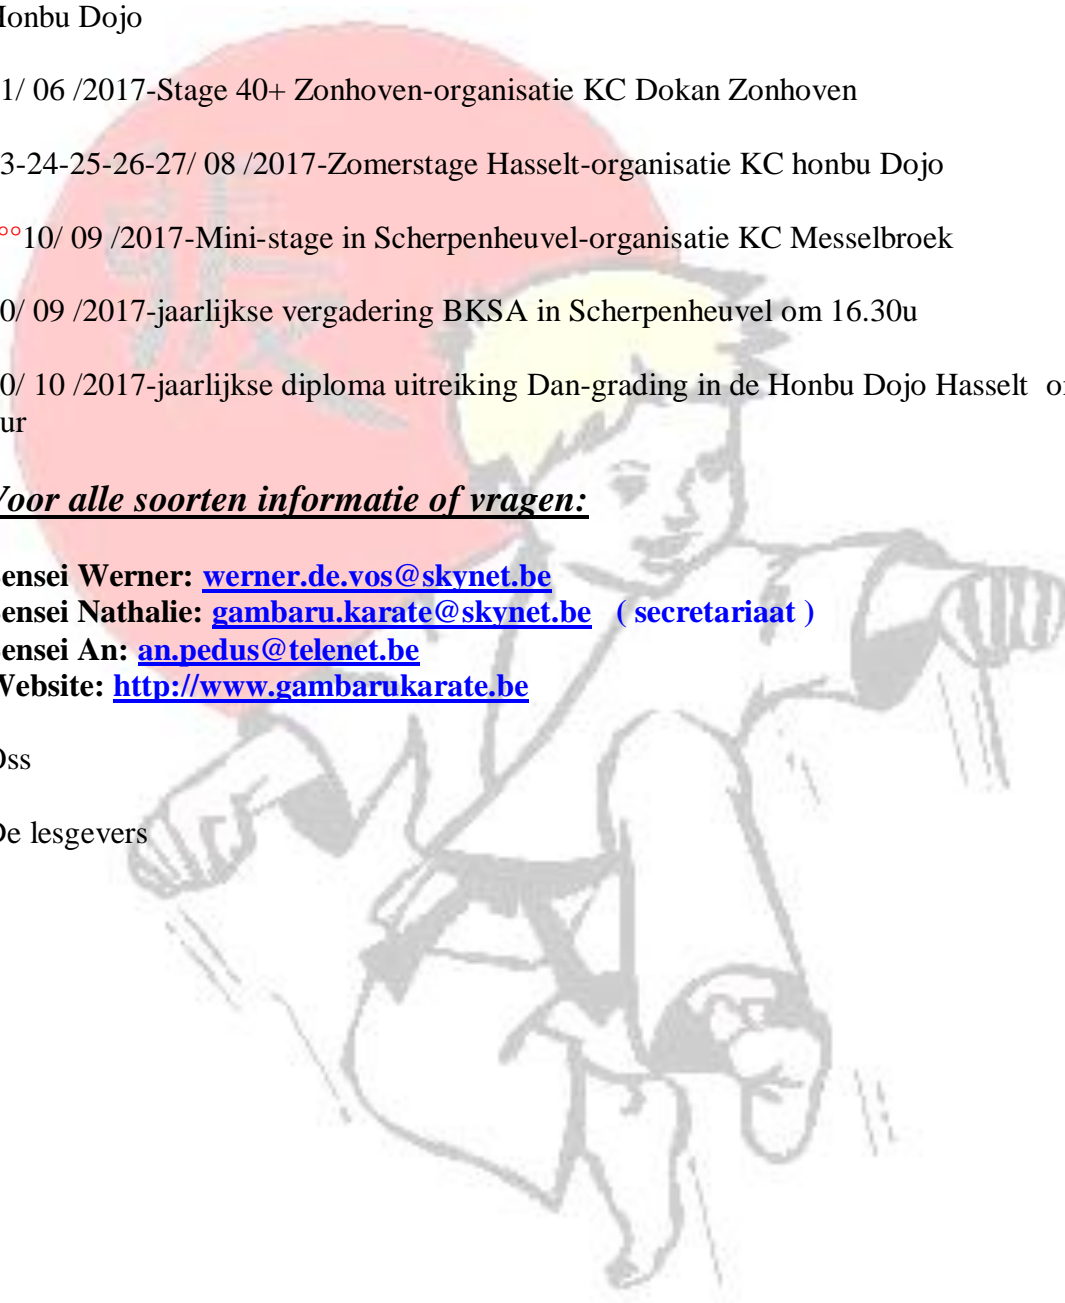 Honbu Dojo
1/ 06 /2017-Stage 40+ Zonhoven-organisatie KC Dokan Zonhoven
3-24-25-26-27/ 08 /2017-Zomerstage Hasselt-organisatie KC honbu Dojo
°°10/ 09 /2017-Mini-stage in Scherpenheuvel-organisatie KC Messelbroek
0/ 09 /2017-jaarlijkse vergadering BKSA in Scherpenheuvel om 16.30u
0/ 10 /2017-jaarlijkse diploma uitreiking Dan-grading in de Honbu Dojo Hasselt
ur
Voor alle soorten informatie of vragen:
ensei Werner: werner.de.vos@skynet.be
ensei Nathalie: gambaru.karate@skynet.be ( secretariaat )
ensei An: an.pedus@telenet.be
Website: http://www.gambarukarate.be
Oss
De lesgevers